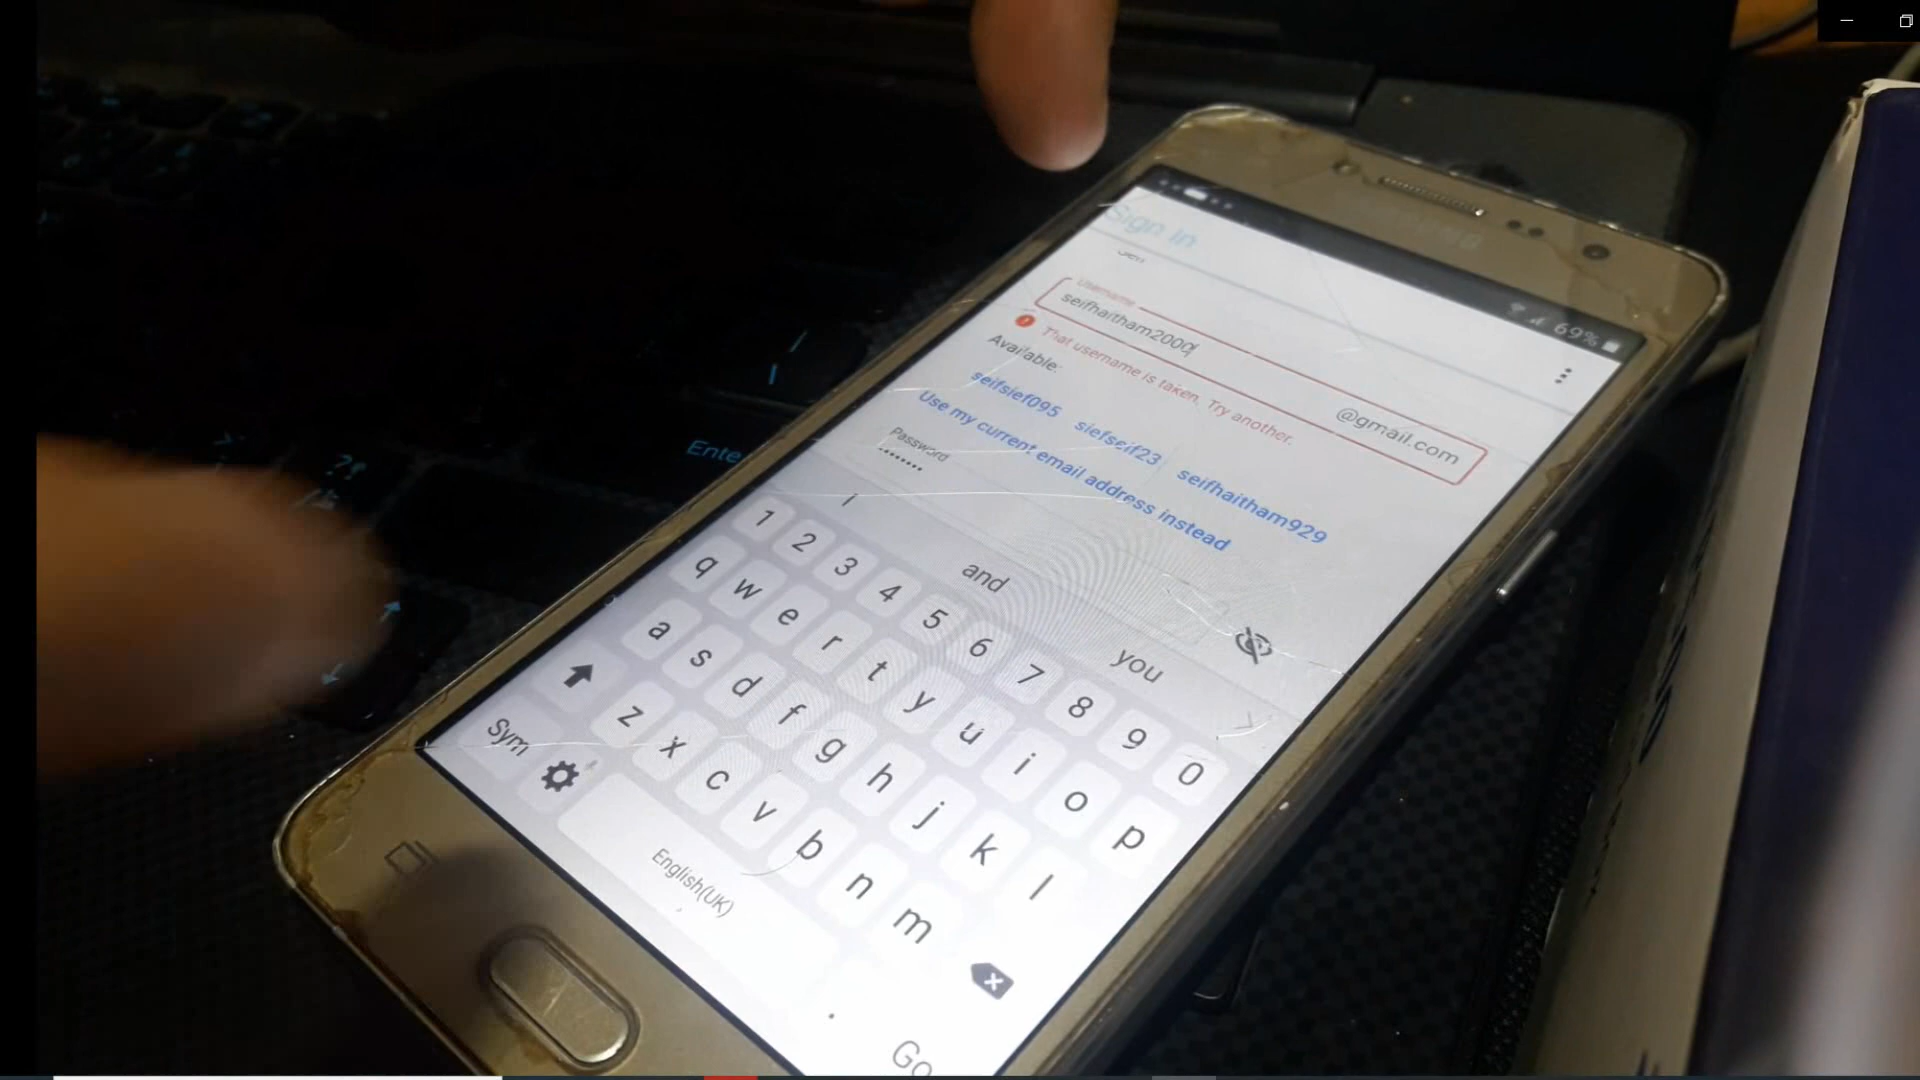 Sign in
69%
Username
seifhaitham2000
@gmail.com
That username is taken. Try another.
Available:
seifsief095 siefseif23 seifhaitham929
Use my current email address instead
Password
i and you
1 2 3 4 5 6 7 8 9 0
q w e r t y u i o p
a s d f g h j k l
z x c v b n m
Sym English(UK) . Go
Enter